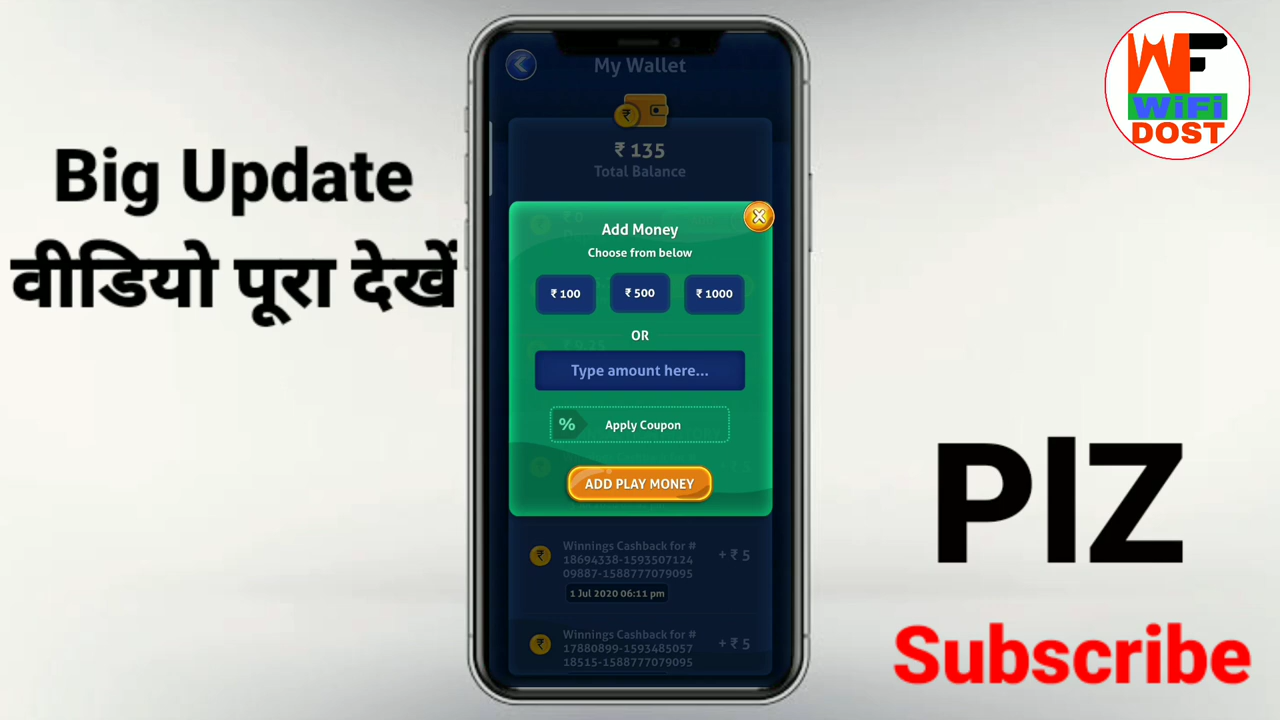 Big Update
वीडियो पूरा देखें
WF
WiFi
DOST
My Wallet
₹
₹ 135
Total Balance
Add Money
Choose from below
₹ 100
₹ 500
₹ 1000
OR
Type amount here...
% Apply Coupon
ADD PLAY MONEY
Winnings Cashback for #
18694338-1593507124
09887-1588777079095
+ ₹ 5
1 Jul 2020 06:11 pm
Winnings Cashback for #
17880899-1593485057
18515-1588777079095
+ ₹ 5
PlZ
Subscribe